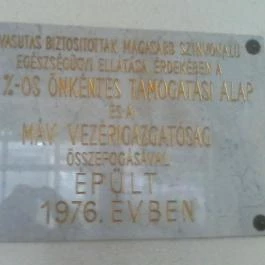 VASUTAS BIZTOSÍTOTTAK MAGASABB SZÍNVONALÚ
EGÉSZSÉGÜGYI ELLÁTÁSA ÉRDEKÉBEN A
%-OS ÖNKÉNTES TÁMOGATÁSI ALAP
ÉS A
MÁV VEZÉRIGAZGATÓSÁG
ÖSSZEFOGÁSÁVAL
ÉPÜLT
1976. ÉVBEN